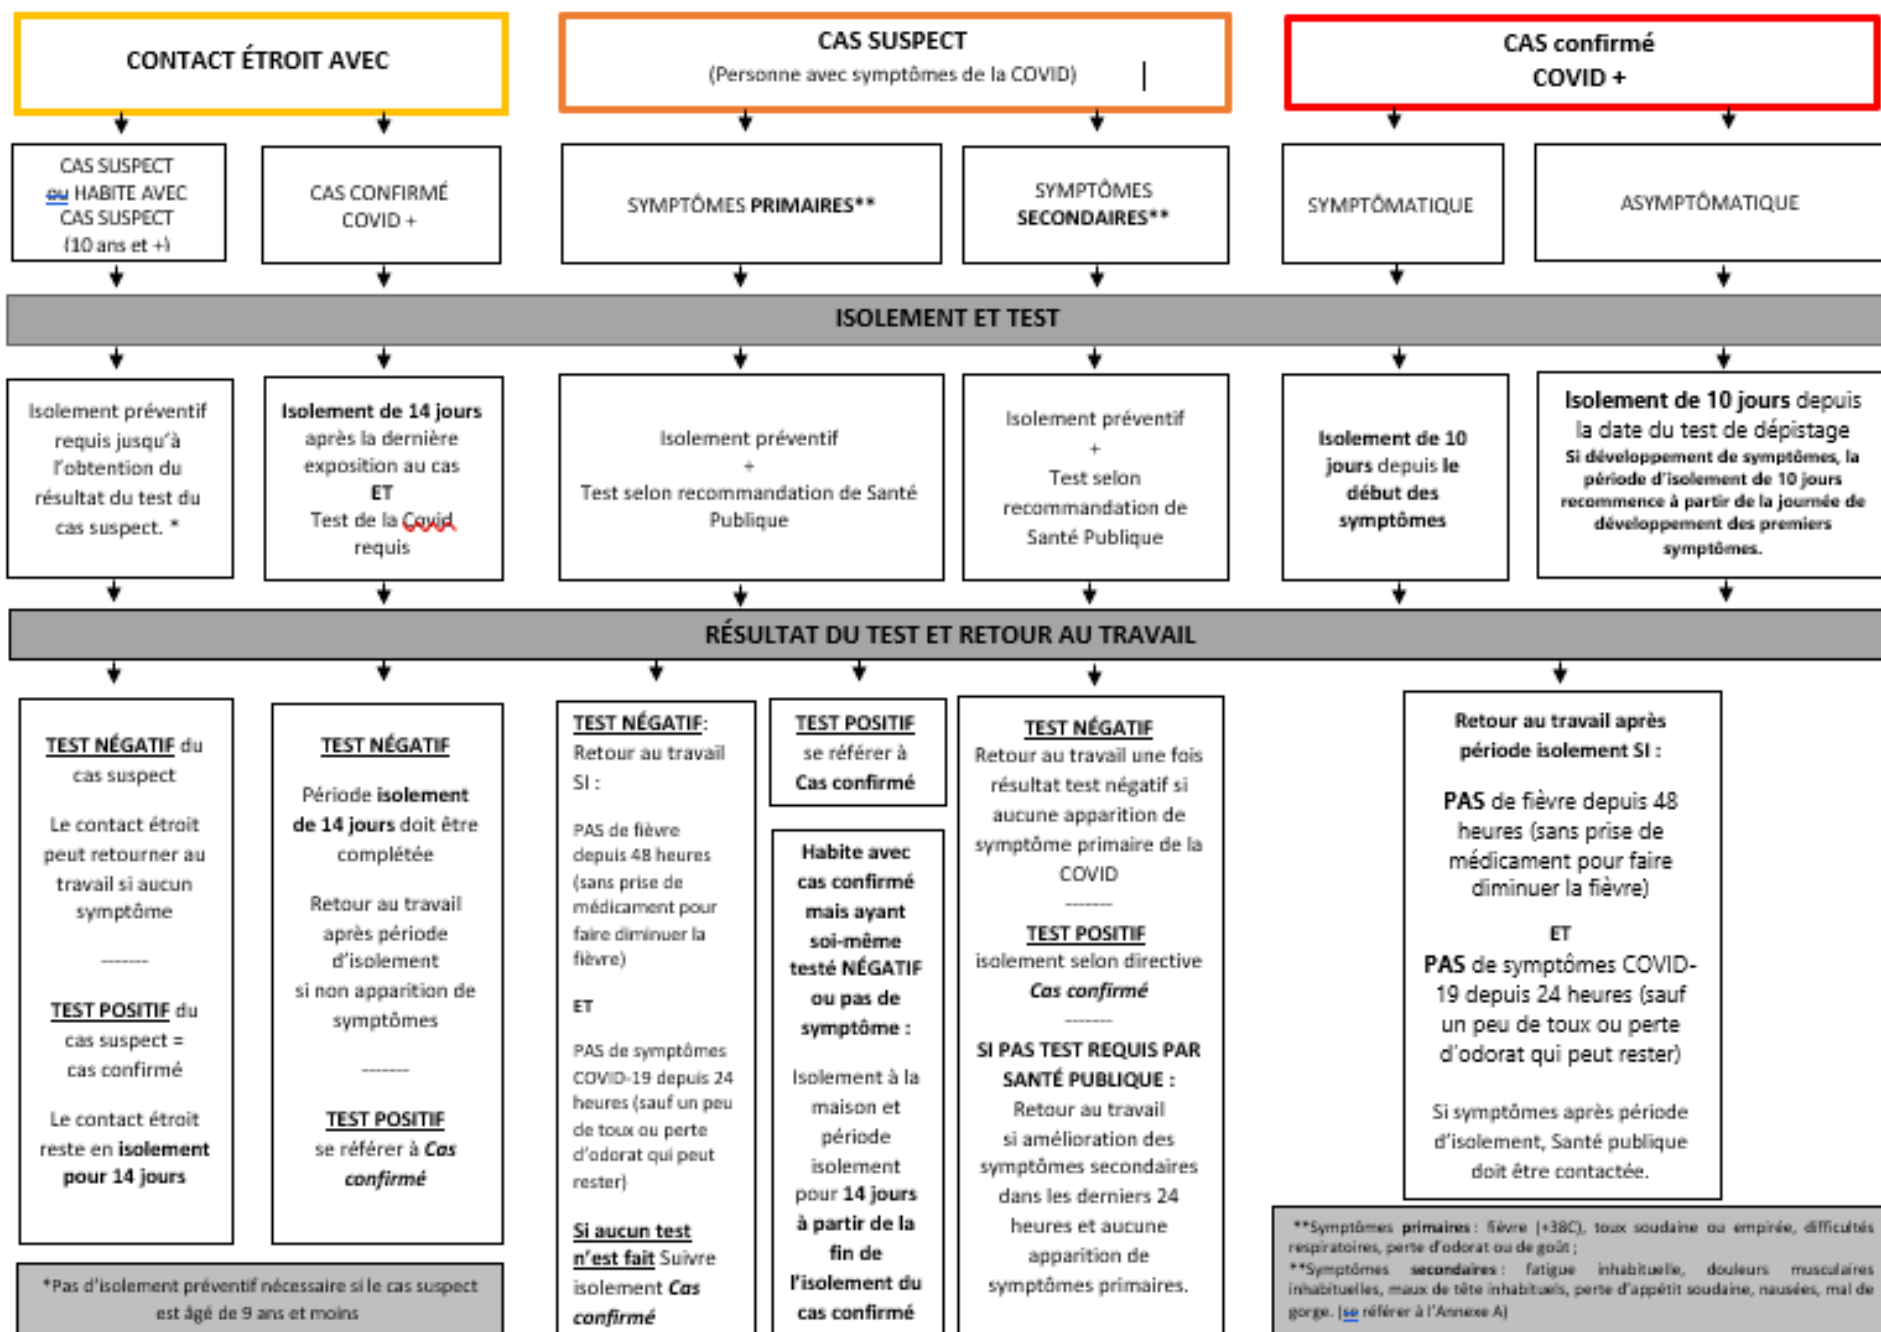 CONTACT ÉTROIT AVEC
CAS SUSPECT
(Personne avec symptômes de la COVID)
CAS confirmé
COVID +
CAS SUSPECT
ou HABITE AVEC
CAS SUSPECT
(10 ans et +)
CAS CONFIRMÉ
COVID +
SYMPTÔMES PRIMAIRES**
SYMPTÔMES
SECONDAIRES**
SYMPTÔMATIQUE
ASYMPTÔMATIQUE
ISOLEMENT ET TEST
Isolement préventif
requis jusqu'à
l'obtention du
résultat du test du
cas suspect. *
Isolement de 14 jours
après la dernière
exposition au cas
ET
Test de la Covid
requis
Isolement préventif
+
Test selon recommandation de Santé
Publique
Isolement préventif
+
Test selon
recommandation de
Santé Publique
Isolement de 10
jours depuis le
début des
symptômes
Isolement de 10 jours depuis
la date du test de dépistage
Si développement de symptômes, la
période d'isolement de 10 jours
recommence à partir de la journée de
développement des premiers
symptômes.
RÉSULTAT DU TEST ET RETOUR AU TRAVAIL
TEST NÉGATIF du
cas suspect
Le contact étroit
peut retourner au
travail si aucun
symptôme
-------
TEST POSITIF du
cas suspect =
cas confirmé
Le contact étroit
reste en isolement
pour 14 jours
TEST NÉGATIF
Période isolement
de 14 jours doit être
complétée
Retour au travail
après période
d'isolement
si non apparition de
symptômes
-------
TEST POSITIF
se référer à Cas
confirmé
TEST NÉGATIF:
Retour au travail
SI :
PAS de fièvre
depuis 48 heures
(sans prise de
médicament pour
faire diminuer la
fièvre)
ET
PAS de symptômes
COVID-19 depuis 24
heures (sauf un peu
de toux ou perte
d'odorat qui peut
rester)
Si aucun test
n'est fait Suivre
isolement Cas
confirmé
TEST POSITIF
se référer à
Cas confirmé
Habite avec
cas confirmé
mais ayant
soi-même
testé NÉGATIF
ou pas de
symptôme :
Isolement à la
maison et
période
isolement
pour 14 jours
à partir de la
fin de
l'isolement du
cas confirmé
TEST NÉGATIF
Retour au travail une fois
résultat test négatif si
aucune apparition de
symptôme primaire de la
COVID
-------
TEST POSITIF
isolement selon directive
Cas confirmé
-------
SI PAS TEST REQUIS PAR
SANTÉ PUBLIQUE :
Retour au travail
si amélioration des
symptômes secondaires
dans les derniers 24
heures et aucune
apparition de
symptômes primaires.
Retour au travail après
période isolement SI :
PAS de fièvre depuis 48
heures (sans prise de
médicament pour faire
diminuer la fièvre)
ET
PAS de symptômes COVID-
19 depuis 24 heures (sauf
un peu de toux ou perte
d'odorat qui peut rester)
Si symptômes après période
d'isolement, Santé publique
doit être contactée.
*Pas d'isolement préventif nécessaire si le cas suspect
est âgé de 9 ans et moins
**Symptômes primaires : fièvre (+38C), toux soudaine ou empirée, difficultés
respiratoires, perte d'odorat ou de goût ;
**Symptômes secondaires : fatigue inhabituelle, douleurs musculaires
inhabituelles, maux de tête inhabituels, perte d'appétit soudaine, nausées, mal de
gorge. (se référer à l'Annexe A)